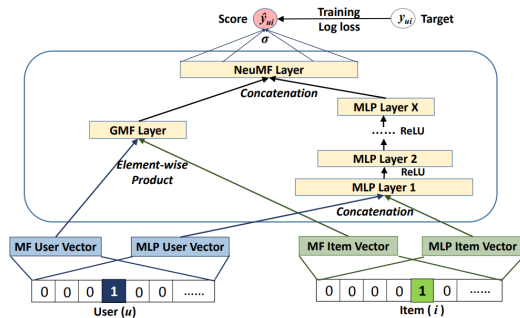 Score ŷui Training yui Target
Log loss
σ
NeuMF Layer
Concatenation
MLP Layer X
GMF Layer
...... ReLU
Element-wise
Product
MLP Layer 2
ReLU
MLP Layer 1
Concatenation
MF User Vector MLP User Vector MF Item Vector MLP Item Vector
0 0 0 1 0 0 ...... 0 0 0 0 1 0 ......
User (u) Item ( i )